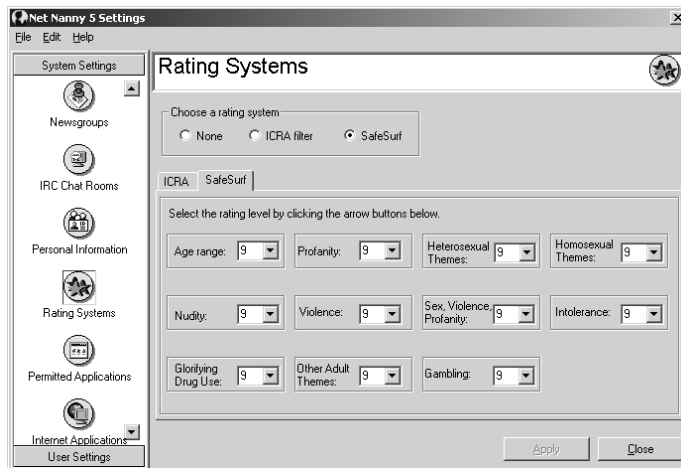 Net Nanny 5 Settings
File Edit Help
System Settings
Newsgroups
IRC Chat Rooms
Personal Information
Rating Systems
Permitted Applications
Internet Applications
User Settings
Rating Systems
Choose a rating system
None ICRA filter SafeSurf
ICRA SafeSurf
Select the rating level by clicking the arrow buttons below.
Age range: 9
Profanity: 9
Heterosexual
Themes: 9
Homosexual
Themes: 9
Nudity: 9
Violence: 9
Sex, Violence,
Profanity: 9
Intolerance: 9
Glorifying
Drug Use: 9
Other Adult
Themes: 9
Gambling: 9
Apply Close